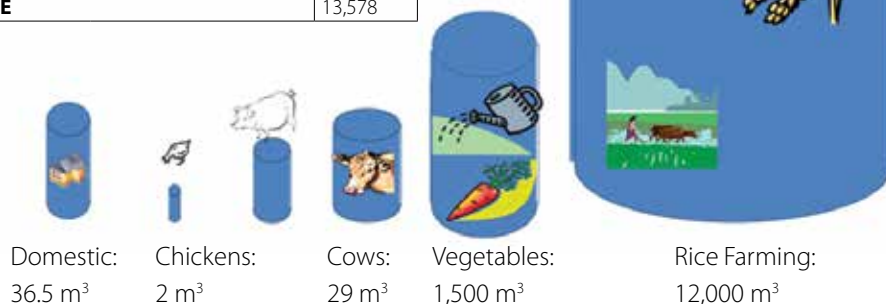 E 13,578
Domestic: Chickens: Cows: Vegetables: Rice Farming:
36.5 m³ 2 m³ 29 m³ 1,500 m³ 12,000 m³